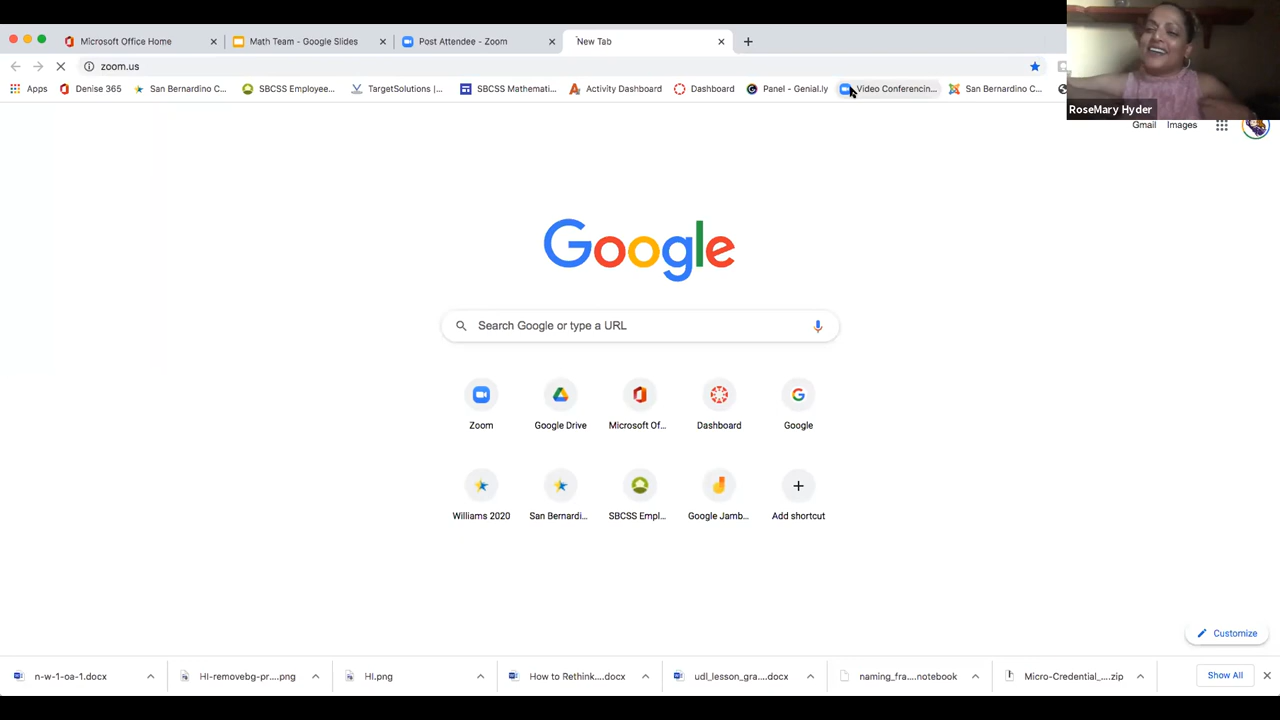 Microsoft Office Home
Math Team - Google Slides
Post Attendee - Zoom
New Tab
zoom.us
Apps
Denise 365
San Bernardino C...
SBCSS Employee...
TargetSolutions |...
SBCSS Mathemati...
Activity Dashboard
Dashboard
Panel - Genial.ly
Video Conferencin...
San Bernardino C...
RoseMary Hyder
Gmail
Images
Google
Search Google or type a URL
Zoom
Google Drive
Microsoft Of...
Dashboard
Google
Williams 2020
San Bernardi...
SBCSS Empl...
Google Jamb...
Add shortcut
Customize
n-w-1-oa-1.docx
HI-removebg-pr....png
HI.png
How to Rethink....docx
udl_lesson_gra....docx
naming_fra....notebook
Micro-Credential_....zip
Show All